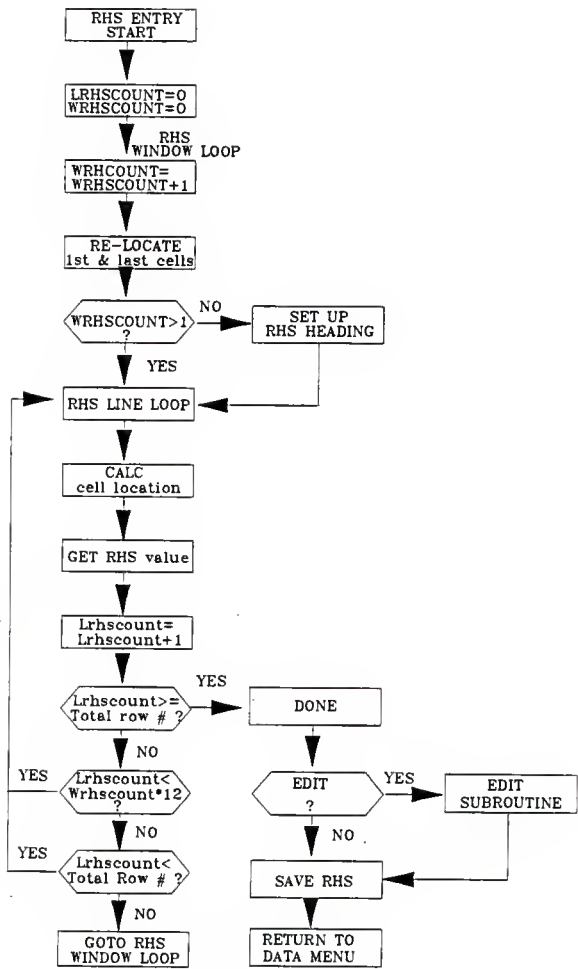 RHS ENTRY
START
LRHSCOUNT=0
WRHSCOUNT=0
RHS
WINDOW LOOP
WRHCOUNT=
WRHSCOUNT+1
RE-LOCATE
1st & last cells
WRHSCOUNT>1
?
NO
SET UP
RHS HEADING
YES
RHS LINE LOOP
CALC
cell location
GET RHS value
Lrhscount=
Lrhscount+1
Lrhscount>=
Total row # ?
YES
DONE
NO
Lrhscount<
Wrhscount*12
?
YES
NO
EDIT
?
YES
EDIT
SUBROUTINE
NO
Lrhscount<
Total Row # ?
YES
NO
SAVE RHS
GOTO RHS
WINDOW LOOP
RETURN TO
DATA MENU